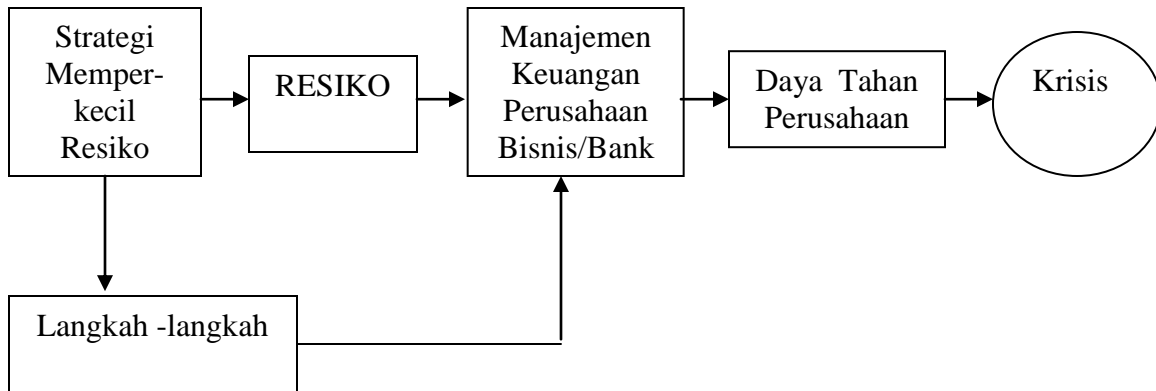 Strategi
Memper-
kecil
Resiko
RESIKO
Manajemen
Keuangan
Perusahaan
Bisnis/Bank
Daya Tahan
Perusahaan
Krisis
Langkah -langkah